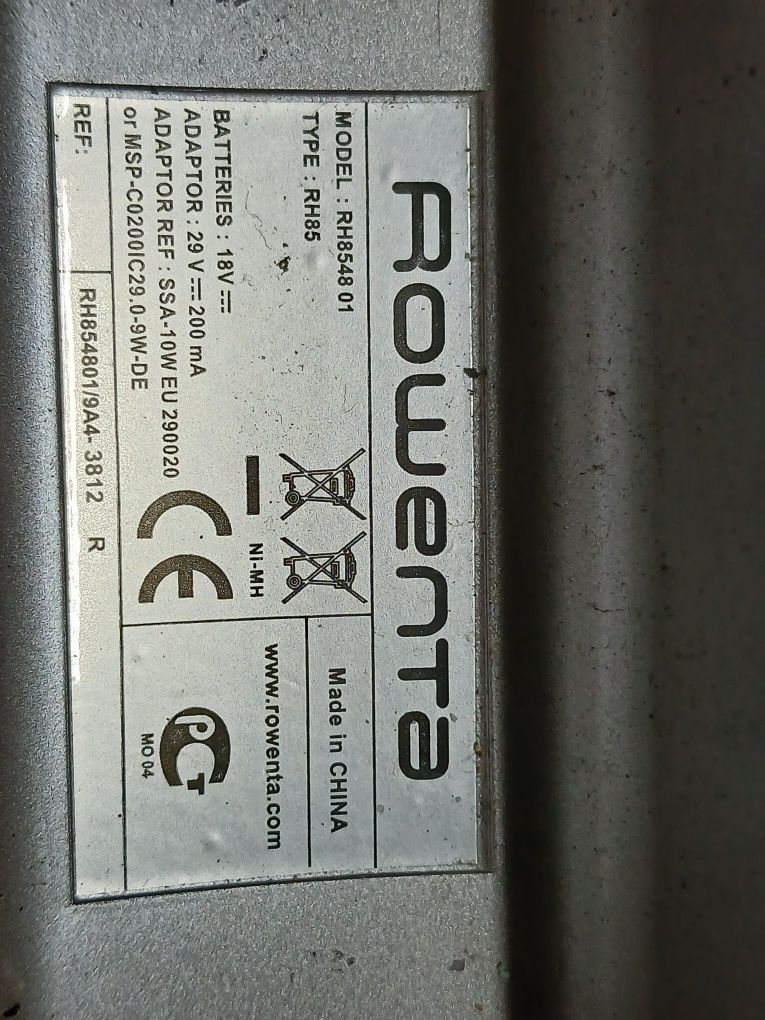 Rowenta
MODEL : RH8548 01
TYPE : RH85
BATTERIES : 18V
ADAPTOR : 29 V 200 mA
ADAPTOR REF : SSA-10W EU 290020
or MSP-C0200IC29.0-9W-DE
Ni-MH
CE
Made in CHINA
www.rowenta.com
PCT
MO 04
REF: RH854801/9A4- 3812 R